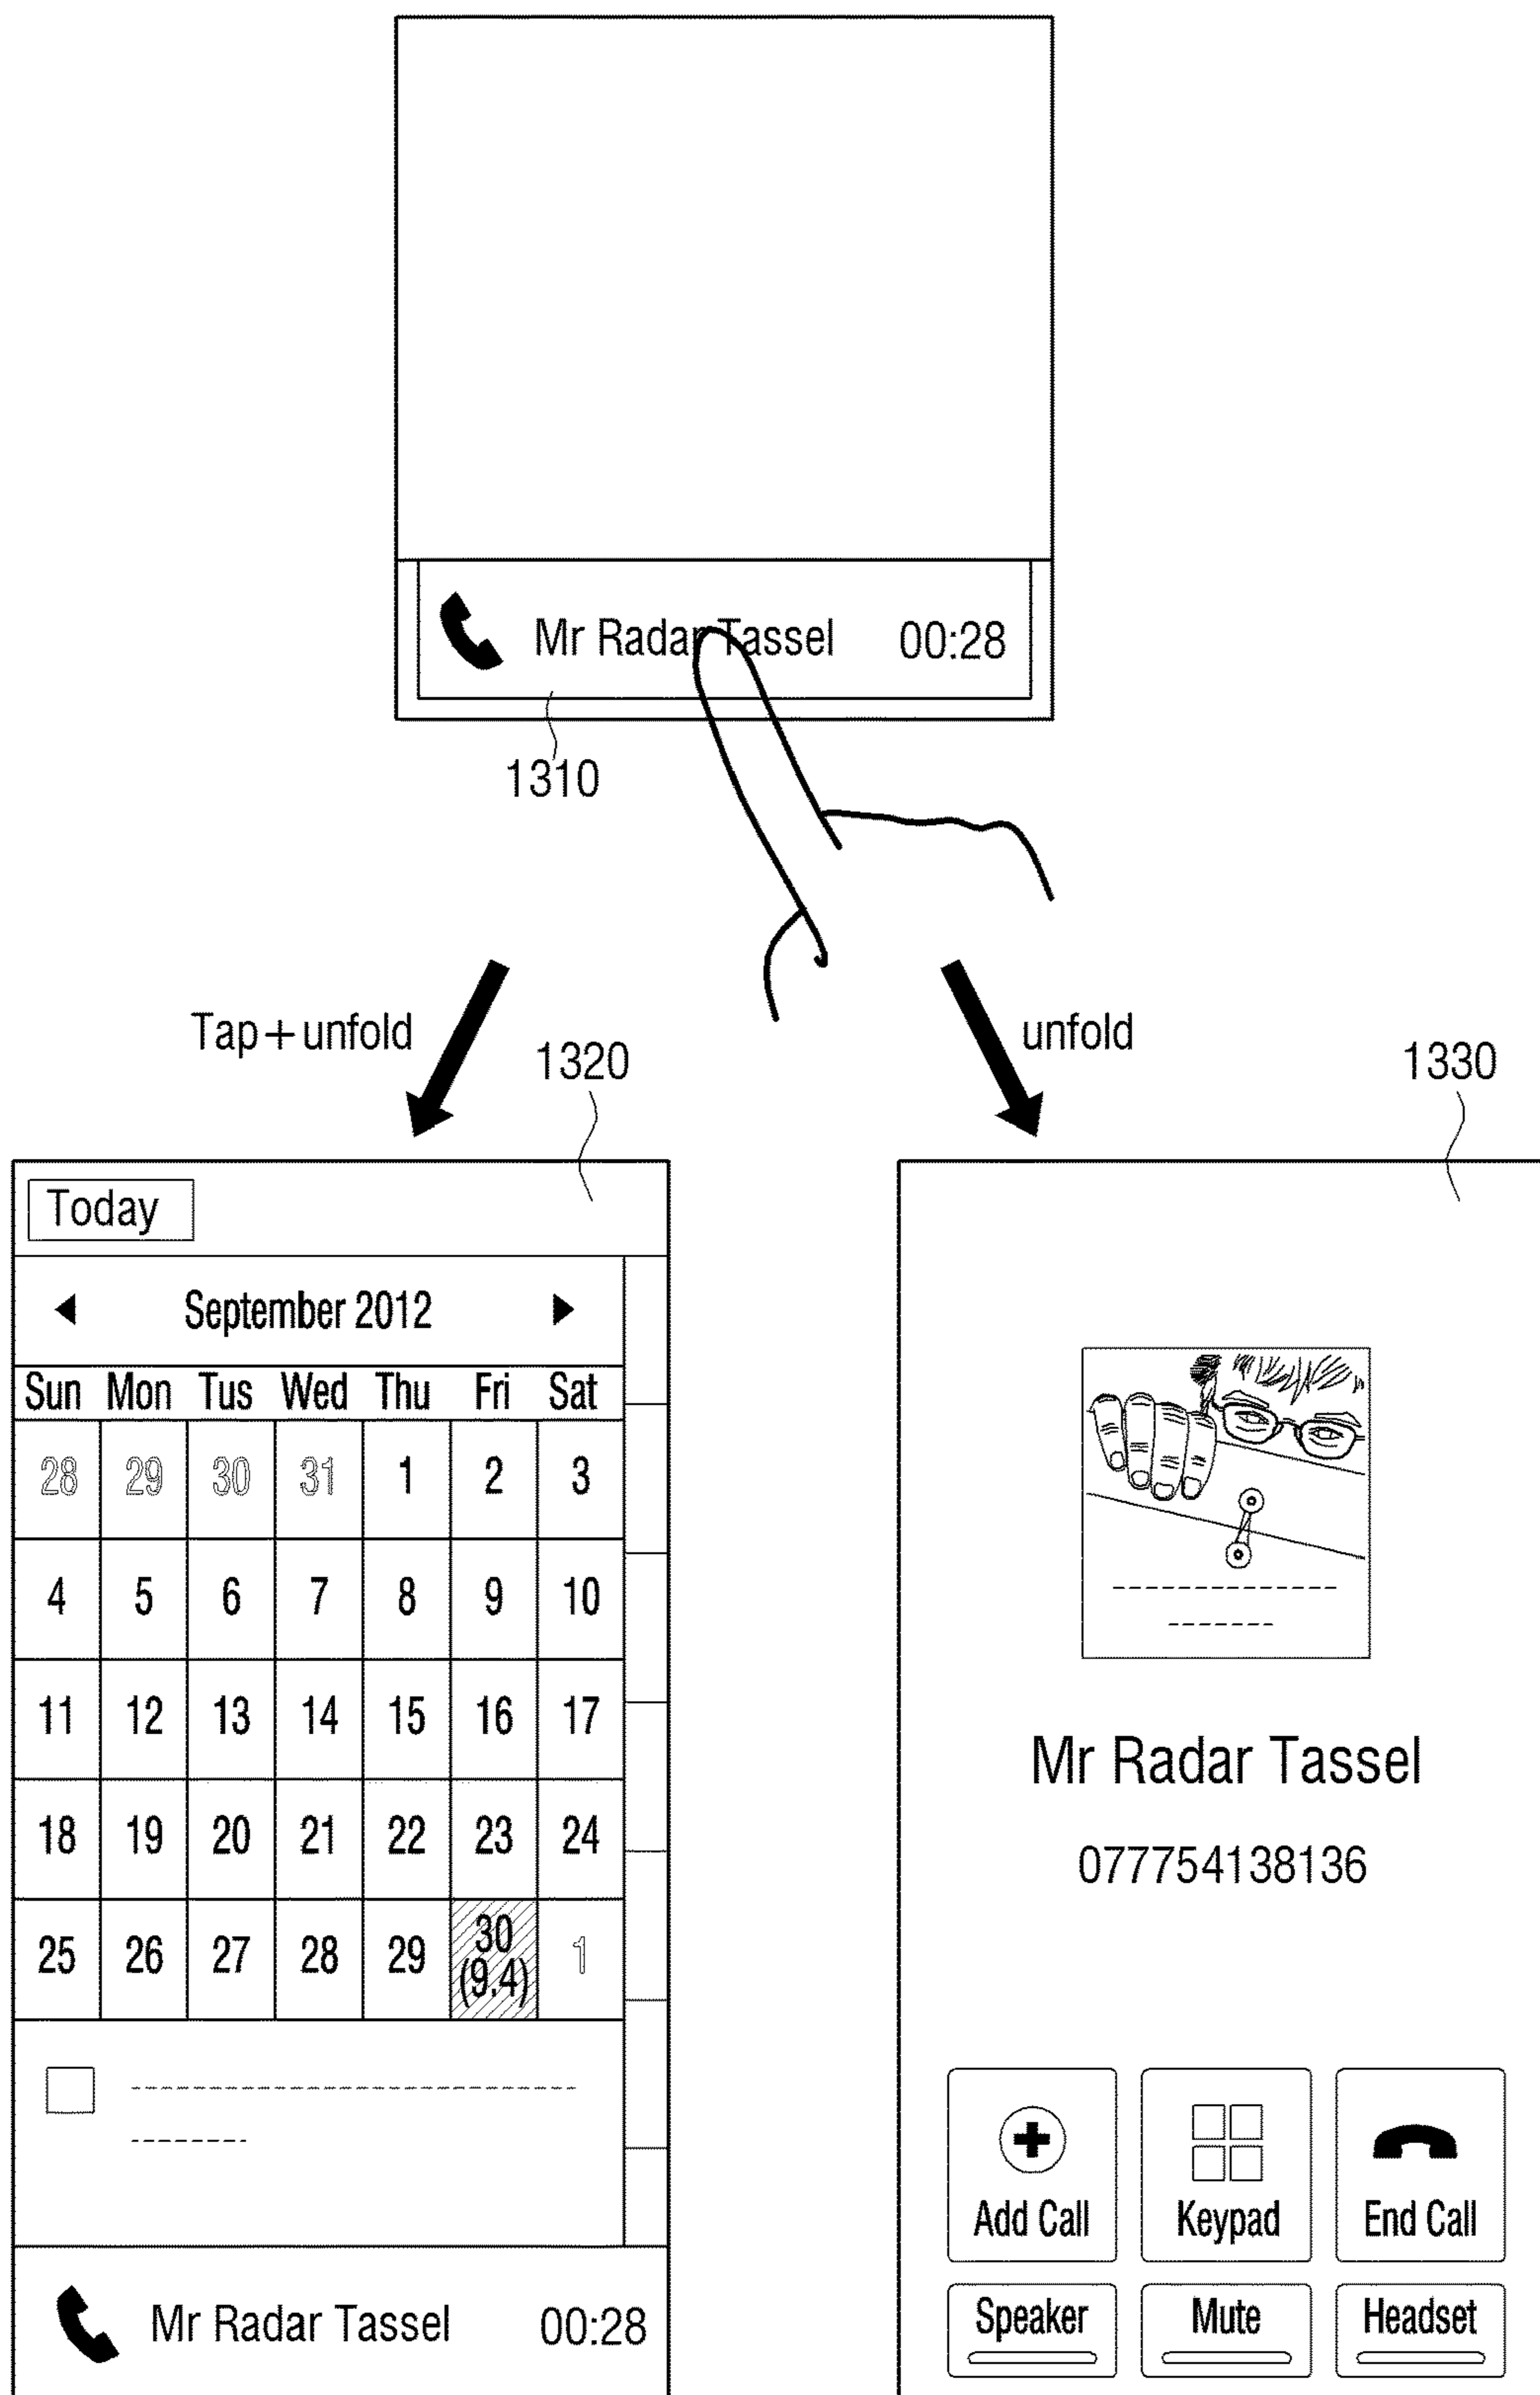 Mr Radar Tassel 00:28
1310
Tap+unfold
unfold
1320
1330
Today
September 2012
Sun Mon Tus Wed Thu Fri Sat
28 29 30 31 1 2 3
4 5 6 7 8 9 10
11 12 13 14 15 16 17
18 19 20 21 22 23 24
25 26 27 28 29 30 1
(9.4)
Mr Radar Tassel 00:28
Mr Radar Tassel
077754138136
Add Call Keypad End Call
Speaker Mute Headset